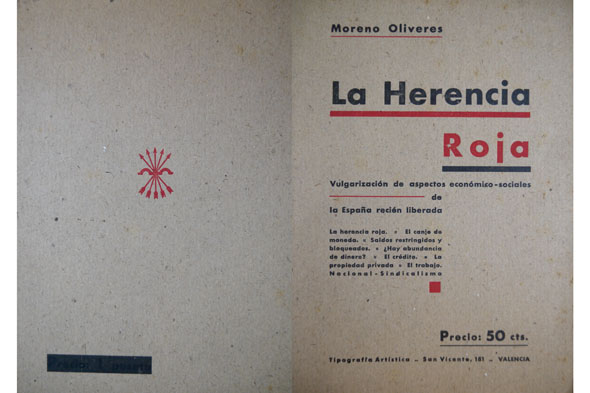 Moreno Oliveres
La Herencia
Roja
Vulgarización de aspectos económico-sociales
de
la España recién liberada
La herencia roja. • El canje de
moneda. • Saldos restringidos y
bloqueados. • ¿Hay abundancia
de dinero? • El crédito. • La
propiedad privada • El trabajo.
Nacional-Sindicalismo
Precio: 50 cts.
Tipografía Artística - San Vicente, 181 - VALENCIA